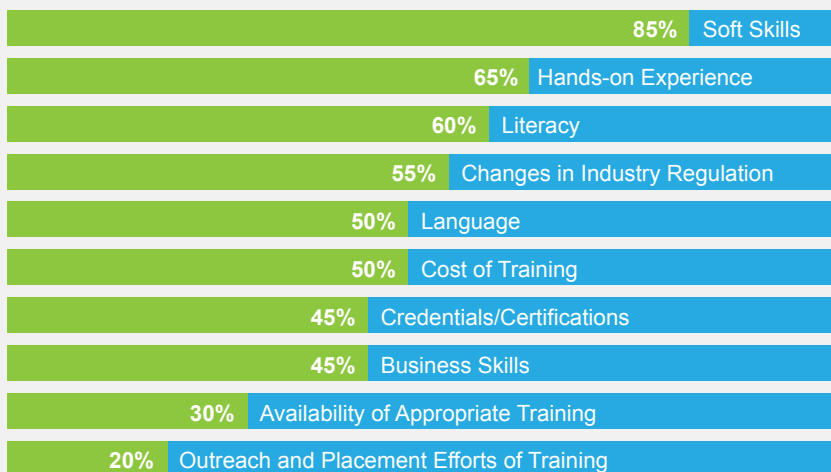 85% Soft Skills
65% Hands-on Experience
60% Literacy
55% Changes in Industry Regulation
50% Language
50% Cost of Training
45% Credentials/Certifications
45% Business Skills
30% Availability of Appropriate Training
20% Outreach and Placement Efforts of Training